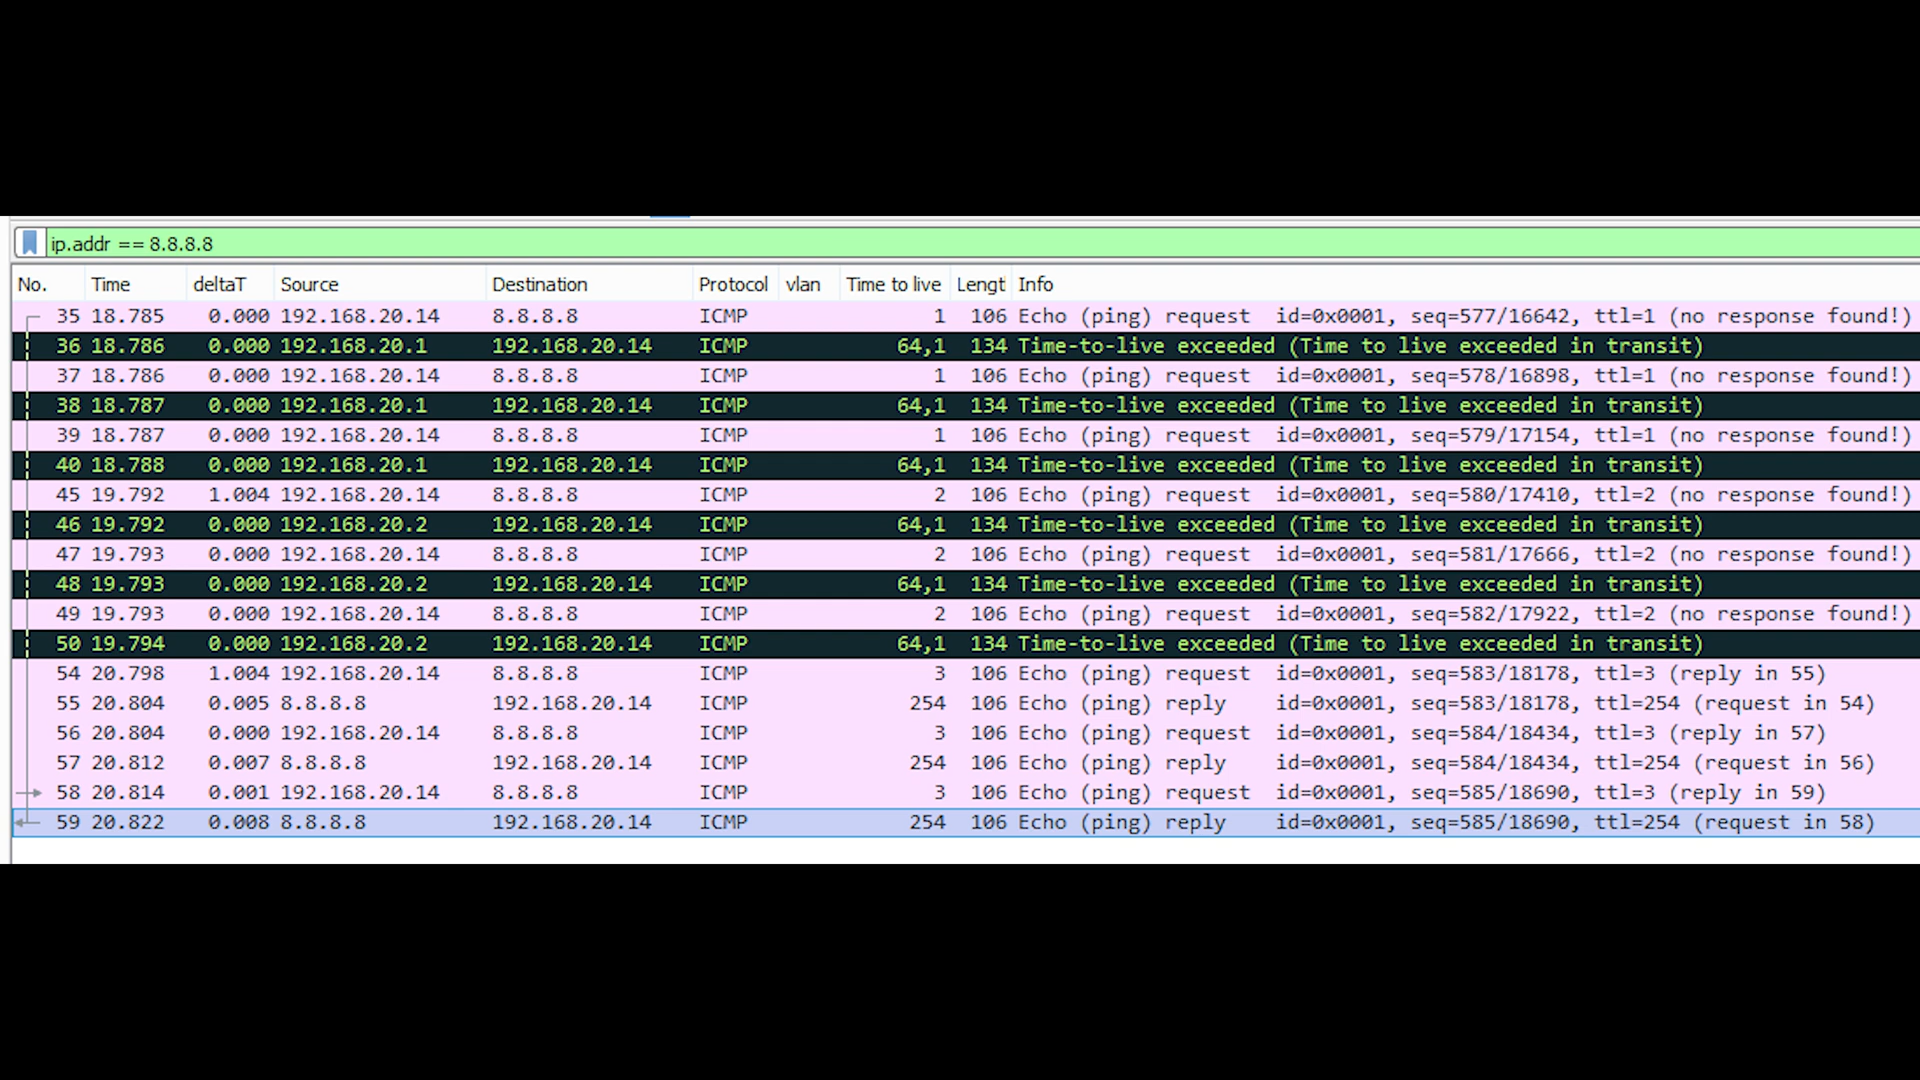 ip.addr == 8.8.8.8
No. Time deltaT Source Destination Protocol vlan Time to live Lengt Info
35 18.785 0.000 192.168.20.14 8.8.8.8 ICMP 1 106 Echo (ping) request id=0x0001, seq=577/16642, ttl=1 (no response found!)
36 18.786 0.000 192.168.20.1 192.168.20.14 ICMP 64,1 134 Time-to-live exceeded (Time to live exceeded in transit)
37 18.786 0.000 192.168.20.14 8.8.8.8 ICMP 1 106 Echo (ping) request id=0x0001, seq=578/16898, ttl=1 (no response found!)
38 18.787 0.000 192.168.20.1 192.168.20.14 ICMP 64,1 134 Time-to-live exceeded (Time to live exceeded in transit)
39 18.787 0.000 192.168.20.14 8.8.8.8 ICMP 1 106 Echo (ping) request id=0x0001, seq=579/17154, ttl=1 (no response found!)
40 18.788 0.000 192.168.20.1 192.168.20.14 ICMP 64,1 134 Time-to-live exceeded (Time to live exceeded in transit)
45 19.792 1.004 192.168.20.14 8.8.8.8 ICMP 2 106 Echo (ping) request id=0x0001, seq=580/17410, ttl=2 (no response found!)
46 19.792 0.000 192.168.20.2 192.168.20.14 ICMP 64,1 134 Time-to-live exceeded (Time to live exceeded in transit)
47 19.793 0.000 192.168.20.14 8.8.8.8 ICMP 2 106 Echo (ping) request id=0x0001, seq=581/17666, ttl=2 (no response found!)
48 19.793 0.000 192.168.20.2 192.168.20.14 ICMP 64,1 134 Time-to-live exceeded (Time to live exceeded in transit)
49 19.793 0.000 192.168.20.14 8.8.8.8 ICMP 2 106 Echo (ping) request id=0x0001, seq=582/17922, ttl=2 (no response found!)
50 19.794 0.000 192.168.20.2 192.168.20.14 ICMP 64,1 134 Time-to-live exceeded (Time to live exceeded in transit)
54 20.798 1.004 192.168.20.14 8.8.8.8 ICMP 3 106 Echo (ping) request id=0x0001, seq=583/18178, ttl=3 (reply in 55)
55 20.804 0.005 8.8.8.8 192.168.20.14 ICMP 254 106 Echo (ping) reply id=0x0001, seq=583/18178, ttl=254 (request in 54)
56 20.804 0.000 192.168.20.14 8.8.8.8 ICMP 3 106 Echo (ping) request id=0x0001, seq=584/18434, ttl=3 (reply in 57)
57 20.812 0.007 8.8.8.8 192.168.20.14 ICMP 254 106 Echo (ping) reply id=0x0001, seq=584/18434, ttl=254 (request in 56)
58 20.814 0.001 192.168.20.14 8.8.8.8 ICMP 3 106 Echo (ping) request id=0x0001, seq=585/18690, ttl=3 (reply in 59)
59 20.822 0.008 8.8.8.8 192.168.20.14 ICMP 254 106 Echo (ping) reply id=0x0001, seq=585/18690, ttl=254 (request in 58)